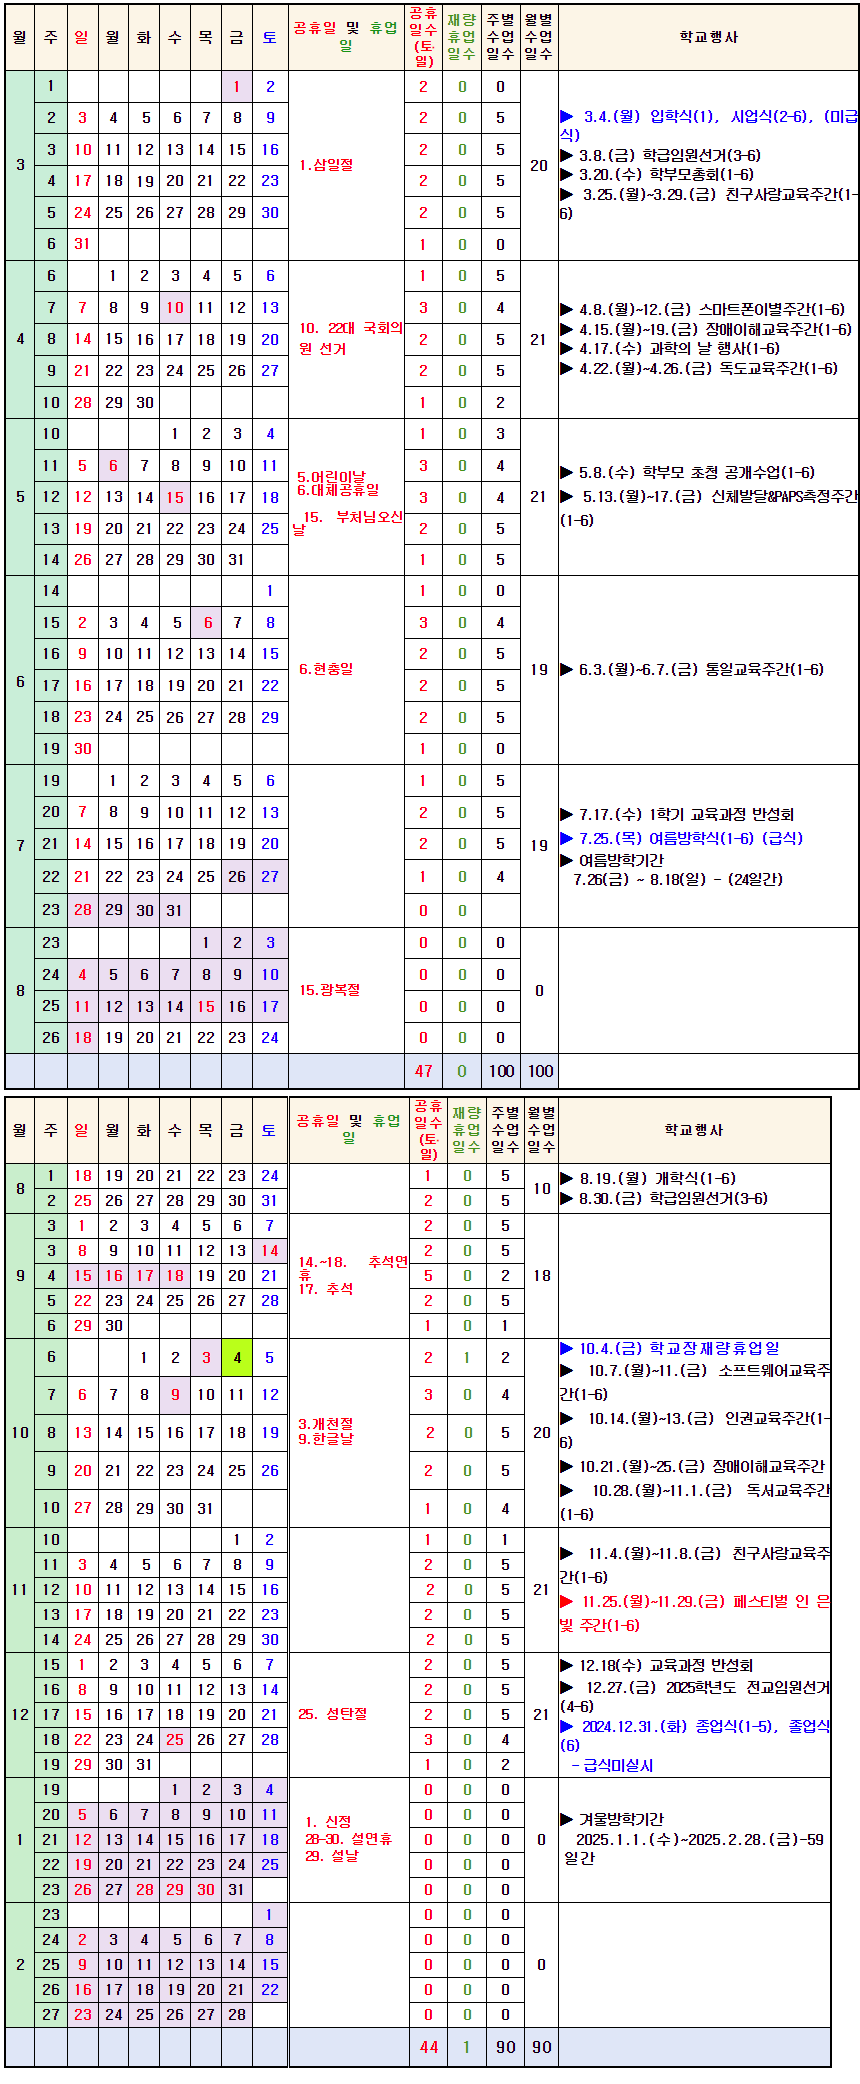 월 주 일 월 화 수 목 금 토 공휴일 및 휴업일 공휴일수(토·일) 재량휴업일수 주별수업일수 월별수업일수 학교행사
3 1 1 2 1.삼일절 2 0 0 20
2 3 4 5 6 7 8 9 2 0 5
3 10 11 12 13 14 15 16 2 0 5
4 17 18 19 20 21 22 23 2 0 5
5 24 25 26 27 28 29 30 2 0 5
6 31 1 0 0
▶ 3.4.(월) 입학식(1), 시업식(2-6), (미급식)
▶ 3.8.(금) 학급임원선거(3-6)
▶ 3.20.(수) 학부모총회(1-6)
▶ 3.25.(월)~3.29.(금) 친구사랑교육주간(1-6)
4 6 1 2 3 4 5 6 10. 22대 국회의원 선거 1 0 5 21
7 7 8 9 10 11 12 13 3 0 4
8 14 15 16 17 18 19 20 2 0 5
9 21 22 23 24 25 26 27 2 0 5
10 28 29 30 1 0 2
▶ 4.8.(월)~12.(금) 스마트폰이별주간(1-6)
▶ 4.15.(월)~19.(금) 장애이해교육주간(1-6)
▶ 4.17.(수) 과학의 날 행사(1-6)
▶ 4.22.(월)~4.26.(금) 독도교육주간(1-6)
5 10 1 2 3 4 1 0 3 21
11 5 6 7 8 9 10 11 3 0 4
12 12 13 14 15 16 17 18 3 0 4
13 19 20 21 22 23 24 25 2 0 5
14 26 27 28 29 30 31 1 0 5
5.어린이날
6.대체공휴일
15. 부처님오신날
▶ 5.8.(수) 학부모 초청 공개수업(1-6)
▶ 5.13.(월)~17.(금) 신체발달&PAPS측정주간(1-6)
6 14 1 6.현충일 1 0 0 19
15 2 3 4 5 6 7 8 3 0 4
16 9 10 11 12 13 14 15 2 0 5
17 16 17 18 19 20 21 22 2 0 5
18 23 24 25 26 27 28 29 2 0 5
19 30 1 0 0
▶ 6.3.(월)~6.7.(금) 통일교육주간(1-6)
7 19 1 2 3 4 5 6 1 0 5 19
20 7 8 9 10 11 12 13 2 0 5
21 14 15 16 17 18 19 20 2 0 5
22 21 22 23 24 25 26 27 1 0 4
23 28 29 30 31 0 0
▶ 7.17.(수) 1학기 교육과정 반성회
▶ 7.25.(목) 여름방학식(1-6) (급식)
▶ 여름방학기간
7.26(금) ~ 8.18(일) - (24일간)
8 23 1 2 3 15.광복절 0 0 0 0
24 4 5 6 7 8 9 10 0 0 0
25 11 12 13 14 15 16 17 0 0 0
26 18 19 20 21 22 23 24 0 0 0
47 0 100 100
월 주 일 월 화 수 목 금 토 공휴일 및 휴업일 공휴일수(토·일) 재량휴업일수 주별수업일수 월별수업일수 학교행사
8 1 18 19 20 21 22 23 24 1 0 5 10
2 25 26 27 28 29 30 31 2 0 5
▶ 8.19.(월) 개학식(1-6)
▶ 8.30.(금) 학급임원선거(3-6)
9 3 1 2 3 4 5 6 7 2 0 5 18
3 8 9 10 11 12 13 14 2 0 5
4 15 16 17 18 19 20 21 5 0 2
5 22 23 24 25 26 27 28 2 0 5
6 29 30 1 0 1
14.~18. 추석연휴
17. 추석
10 6 1 2 3 4 5 2 1 2 20
7 6 7 8 9 10 11 12 3 0 4
8 13 14 15 16 17 18 19 2 0 5
9 20 21 22 23 24 25 26 2 0 5
10 27 28 29 30 31 1 0 4
3.개천절
9.한글날
▶ 10.4.(금) 학교장재량휴업일
▶ 10.7.(월)~11.(금) 소프트웨어교육주간(1-6)
▶ 10.14.(월)~13.(금) 인권교육주간(1-6)
▶ 10.21.(월)~25.(금) 장애이해교육주간
▶ 10.28.(월)~11.1.(금) 독서교육주간(1-6)
11 10 1 2 1 0 1 21
11 3 4 5 6 7 8 9 2 0 5
12 10 11 12 13 14 15 16 2 0 5
13 17 18 19 20 21 22 23 2 0 5
14 24 25 26 27 28 29 30 2 0 5
▶ 11.4.(월)~11.8.(금) 친구사랑교육주간(1-6)
▶ 11.25.(월)~11.29.(금) 페스티벌 인 은빛 주간(1-6)
12 15 1 2 3 4 5 6 7 25. 성탄절 2 0 5 21
16 8 9 10 11 12 13 14 2 0 5
17 15 16 17 18 19 20 21 2 0 5
18 22 23 24 25 26 27 28 3 0 4
19 29 30 31 1 0 2
▶ 12.18(수) 교육과정 반성회
▶ 12.27.(금) 2025학년도 전교임원선거(4-6)
▶ 2024.12.31.(화) 종업식(1-5), 졸업식(6)
- 급식미실시
1 19 1 2 3 4 0 0 0 0
20 5 6 7 8 9 10 11 0 0 0
21 12 13 14 15 16 17 18 0 0 0
22 19 20 21 22 23 24 25 0 0 0
23 26 27 28 29 30 31 0 0 0
1. 신정
28-30. 설연휴
29. 설날
▶ 겨울방학기간
2025.1.1.(수)~2025.2.28.(금)-59일간
2 23 1 0 0 0 0
24 2 3 4 5 6 7 8 0 0 0
25 9 10 11 12 13 14 15 0 0 0
26 16 17 18 19 20 21 22 0 0 0
27 23 24 25 26 27 28 0 0 0
44 1 90 90